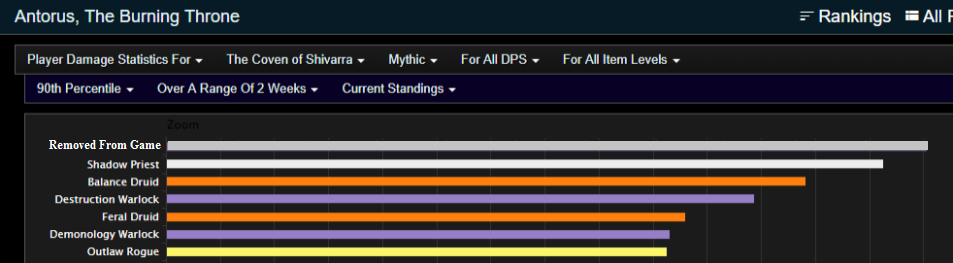 Antorus, The Burning Throne
Rankings All
Player Damage Statistics For The Coven of Shivarra Mythic For All DPS For All Item Levels
90th Percentile Over A Range Of 2 Weeks Current Standings
Zoom
Removed From Game
Shadow Priest
Balance Druid
Destruction Warlock
Feral Druid
Demonology Warlock
Outlaw Rogue